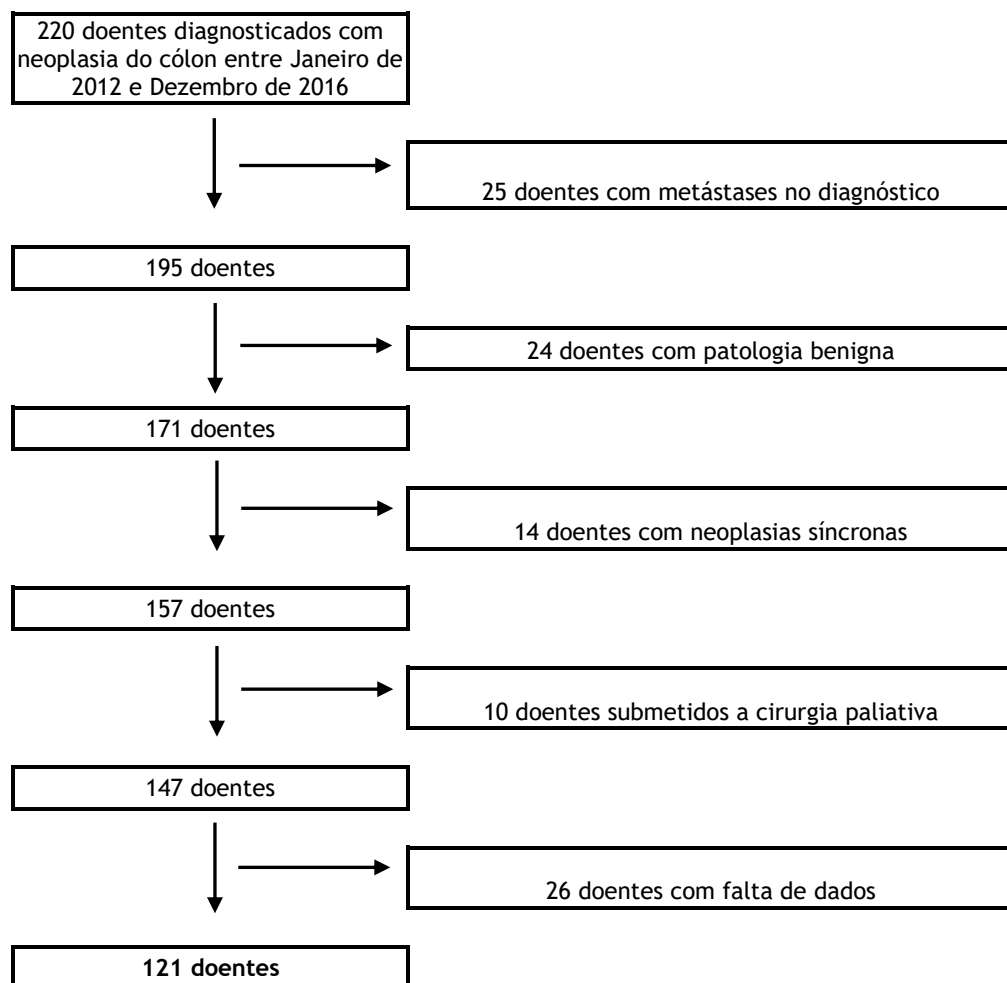 220 doentes diagnosticados com
neoplasia do cólon entre Janeiro de
2012 e Dezembro de 2016
25 doentes com metástases no diagnóstico
195 doentes
24 doentes com patologia benigna
171 doentes
14 doentes com neoplasias síncronas
157 doentes
10 doentes submetidos a cirurgia paliativa
147 doentes
26 doentes com falta de dados
121 doentes